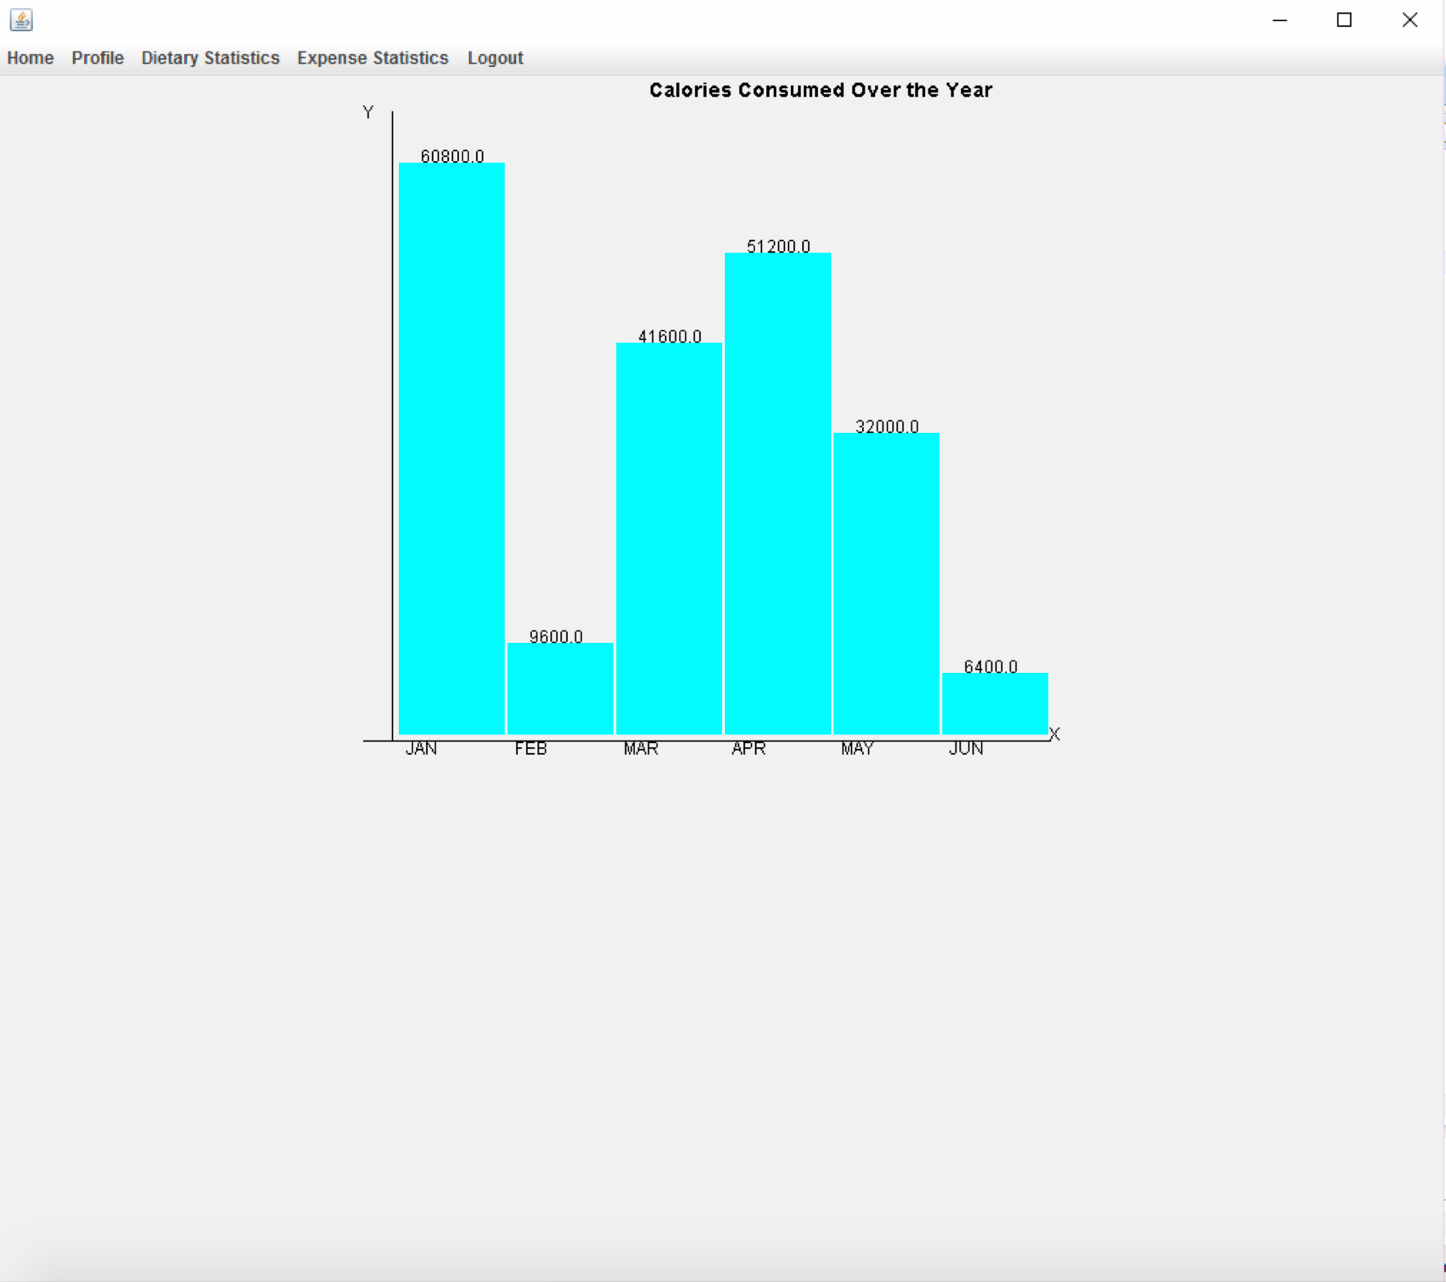 Home Profile Dietary Statistics Expense Statistics Logout
Calories Consumed Over the Year
Y
60800.0
51200.0
41600.0
32000.0
9600.0
6400.0
X
JAN FEB MAR APR MAY JUN